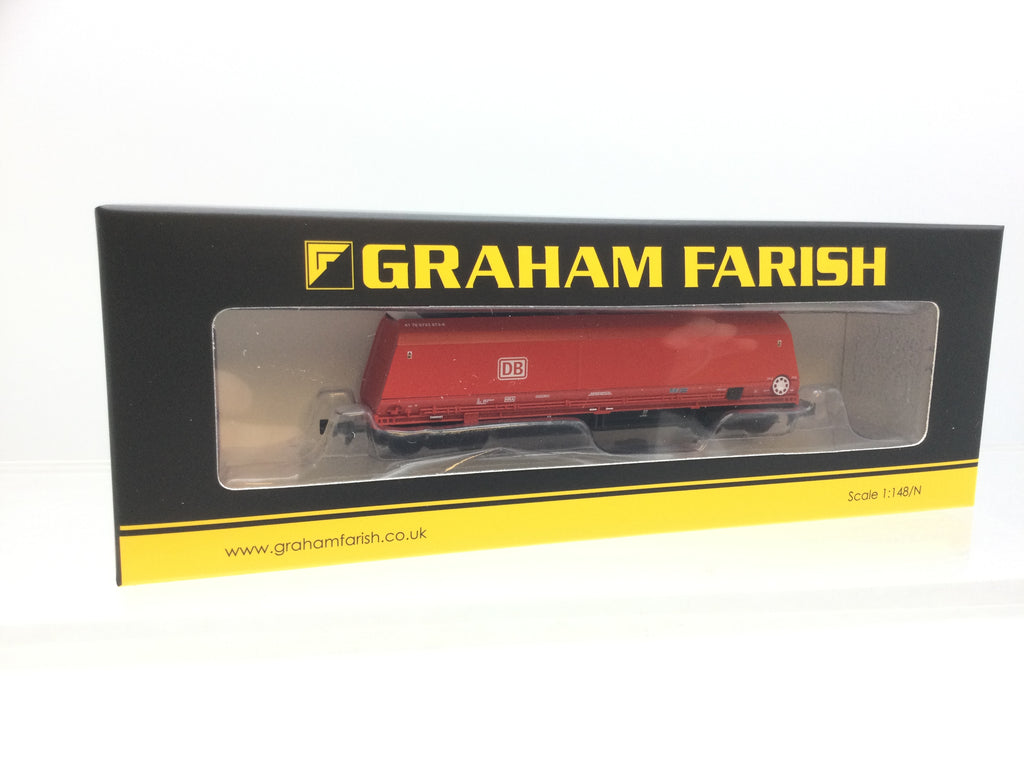 GRAHAM FARISH
DB
www.grahamfarish.co.uk
Scale 1:148/N